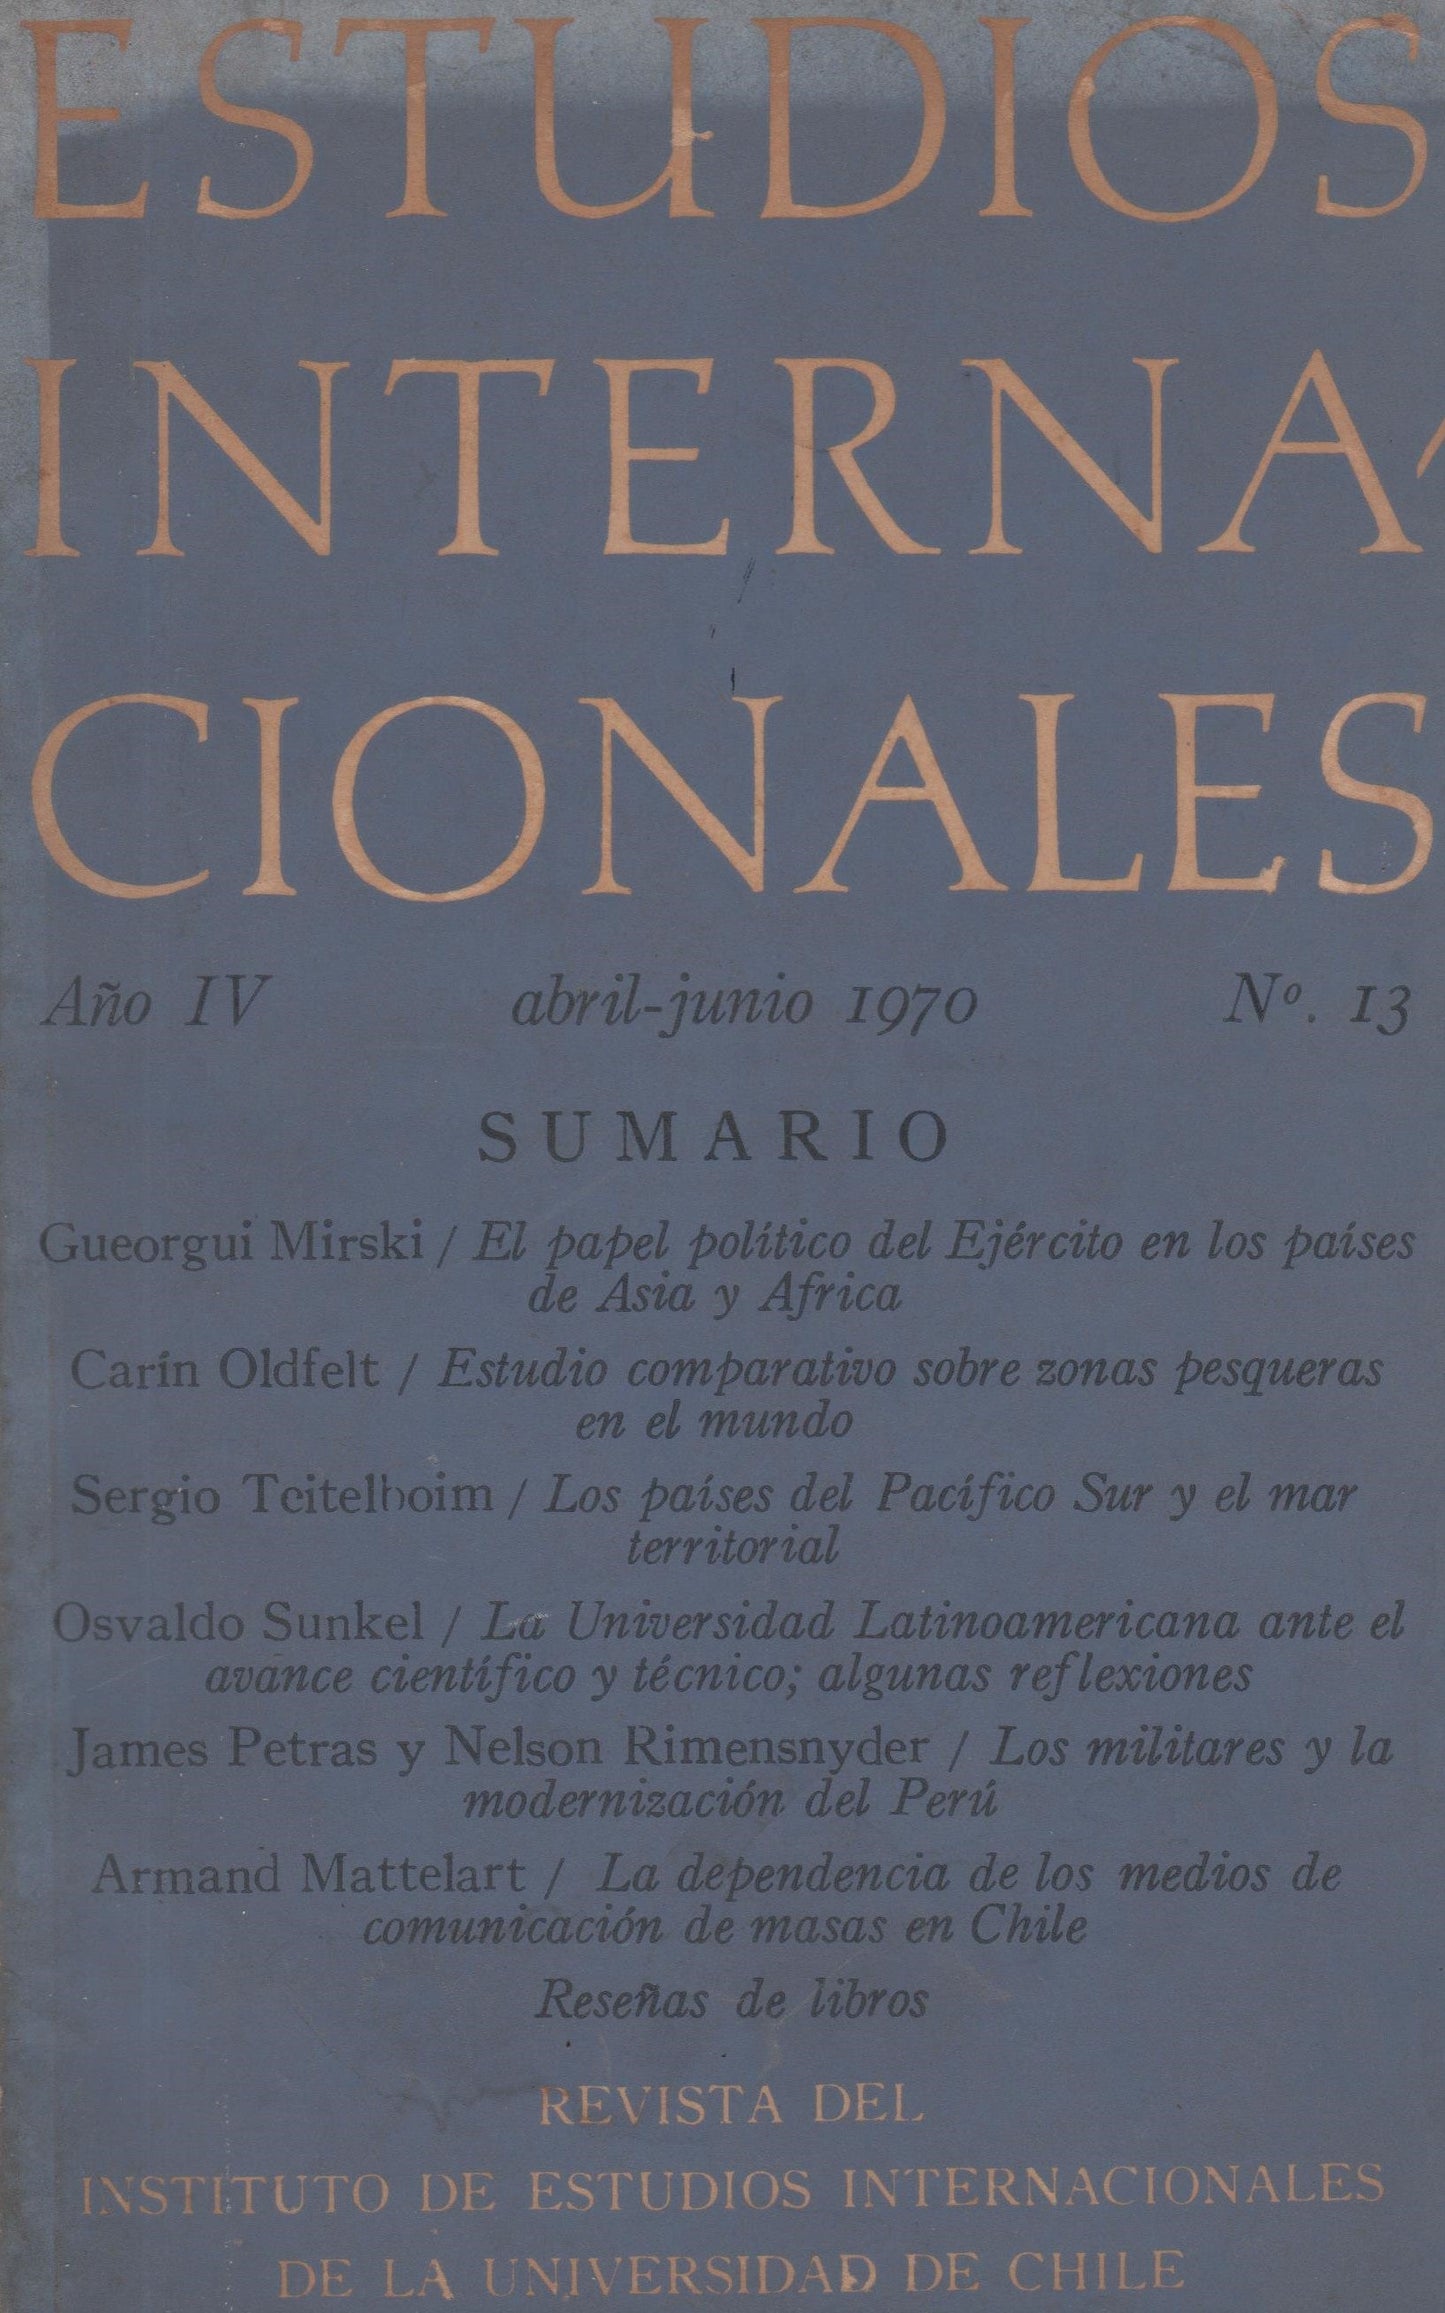 ESTUDIOS
INTERNA-
CIONALES
Año IV abril-junio 1970 Nº. 13
SUMARIO
Gueorgui Mirski / El papel político del Ejército en los países
de Asia y Africa
Carin Oldfelt / Estudio comparativo sobre zonas pesqueras
en el mundo
Sergio Teitelboim / Los países del Pacífico Sur y el mar
territorial
Osvaldo Sunkel / La Universidad Latinoamericana ante el
avance científico y técnico; algunas reflexiones
James Petras y Nelson Rimensnyder / Los militares y la
modernización del Perú
Armand Mattelart / La dependencia de los medios de
comunicación de masas en Chile
Reseñas de libros
REVISTA DEL
INSTITUTO DE ESTUDIOS INTERNACIONALES
DE LA UNIVERSIDAD DE CHILE